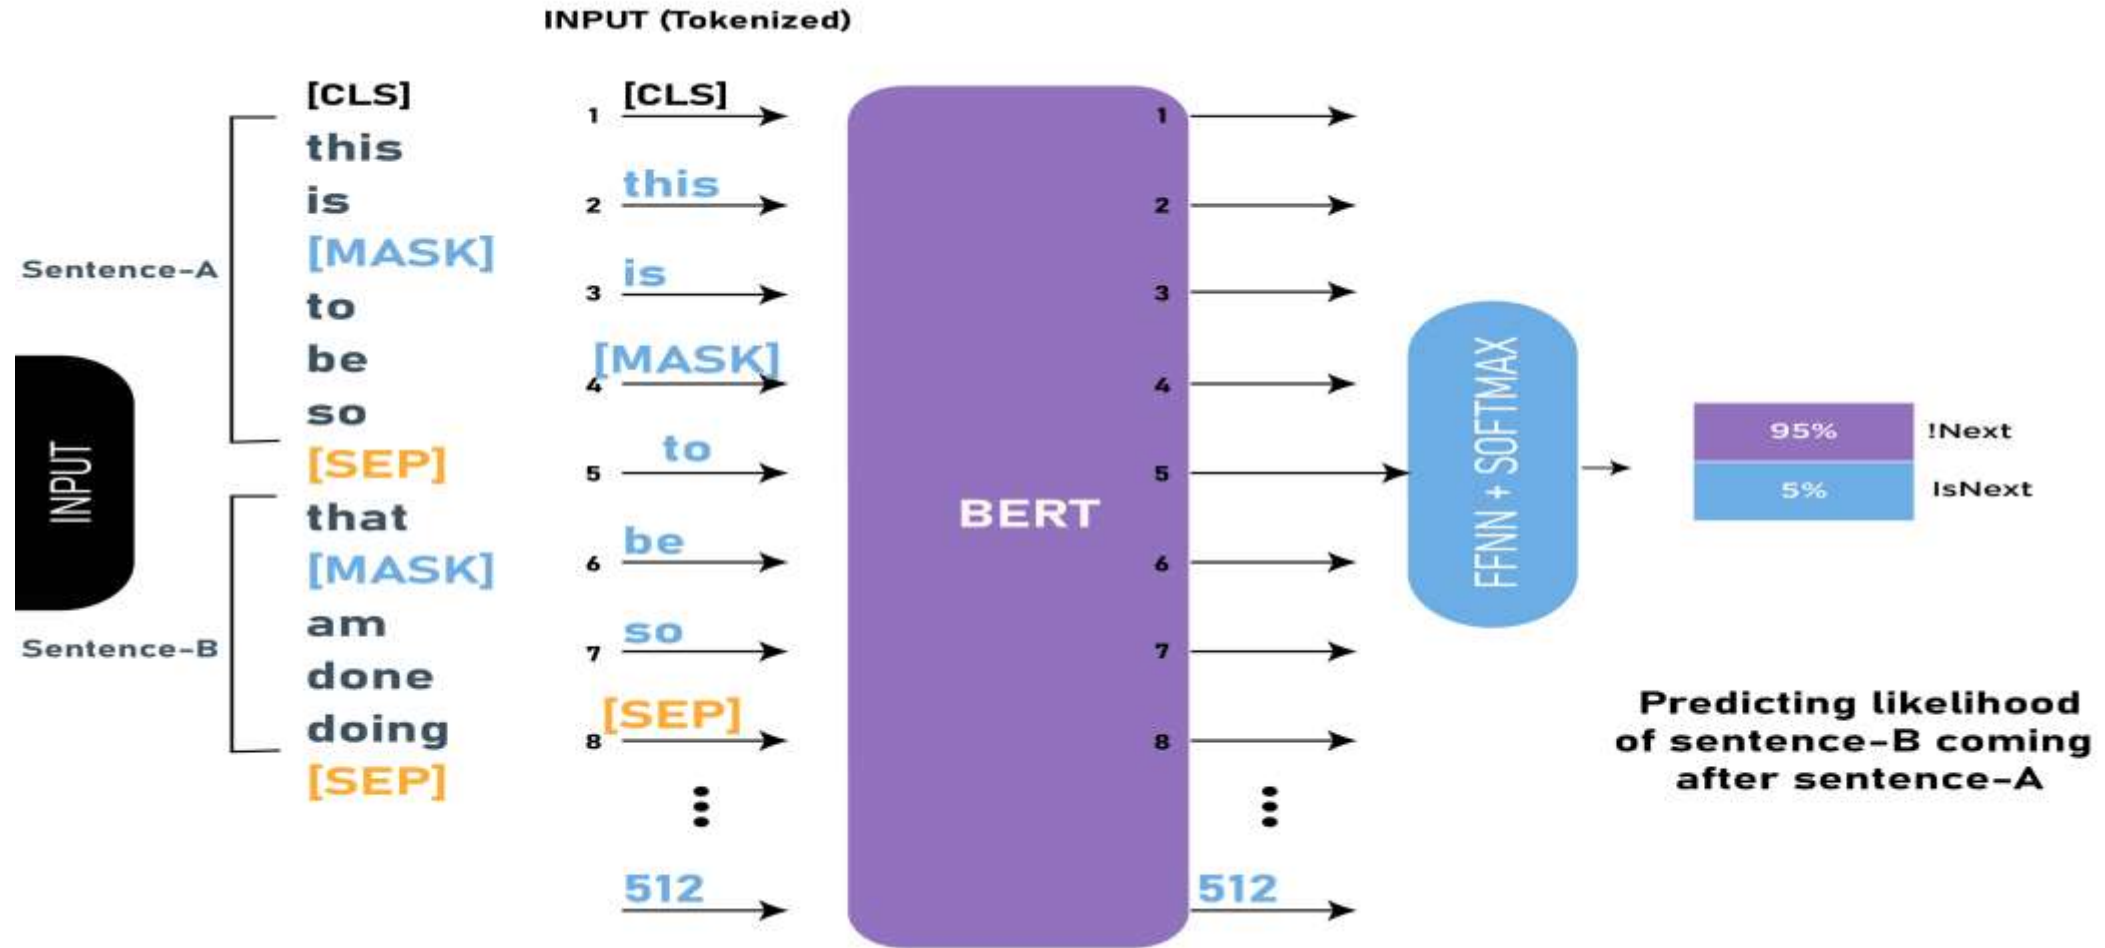 INPUT (Tokenized)
INPUT
Sentence-A
[CLS]
this
is
[MASK]
to
be
so
[SEP]
Sentence-B
that
[MASK]
am
done
doing
[SEP]
1 [CLS]
2 this
3 is
4 [MASK]
5 to
6 be
7 so
8 [SEP]
512
BERT
1
2
3
4
5
6
7
8
512
FFNN + SOFTMAX
95% !Next
5% IsNext
Predicting likelihood
of sentence-B coming
after sentence-A